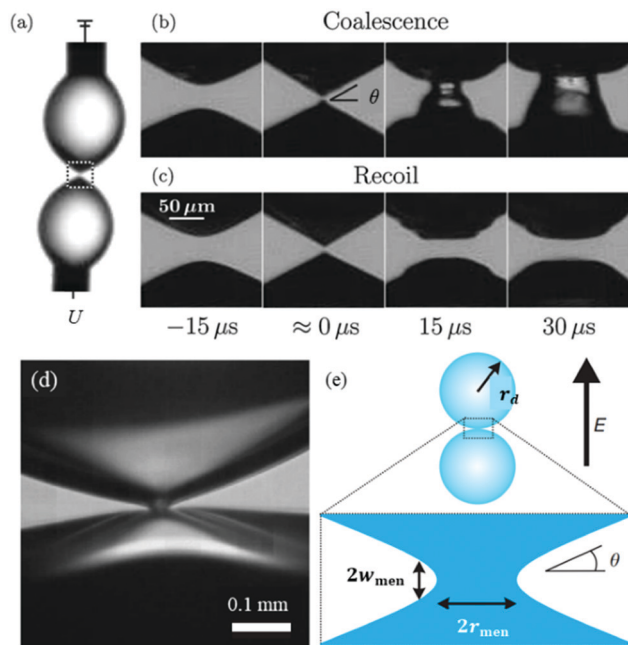 (a)
U
(b)
Coalescence
θ
(c)
Recoil
50 μm
−15 μs
≈ 0 μs
15 μs
30 μs
(d)
0.1 mm
(e)
r_d
E
2w_men
2r_men
θ